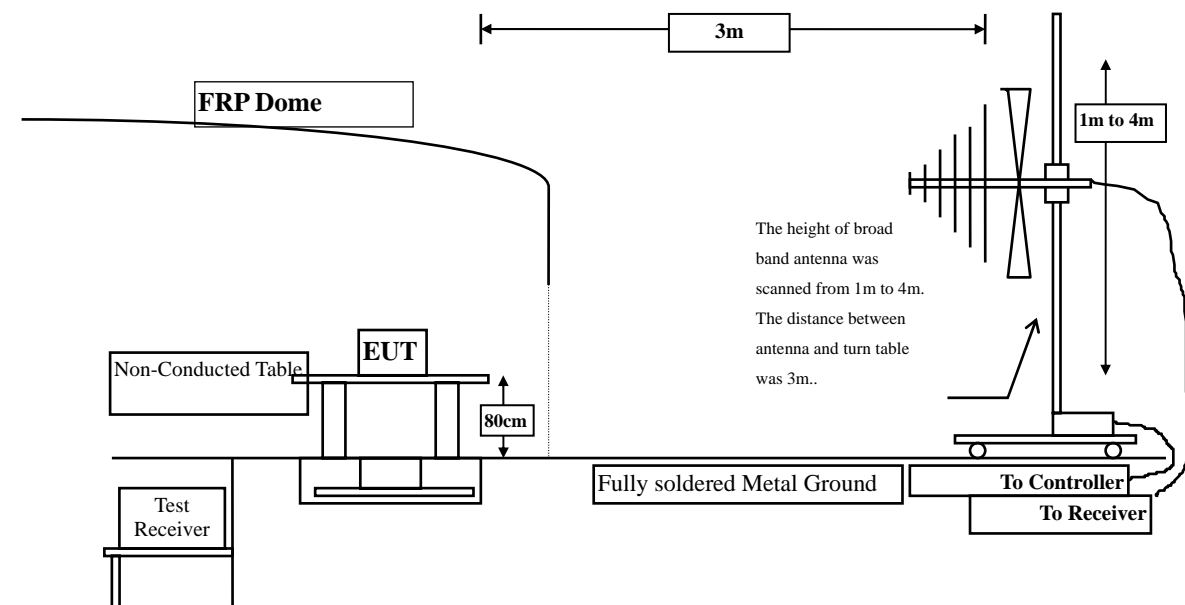 3m
FRP Dome
1m to 4m
The height of broad
band antenna was
scanned from 1m to 4m.
The distance between
antenna and turn table
was 3m..
EUT
Non-Conducted Table
80cm
Fully soldered Metal Ground
To Controller
To Receiver
Test
Receiver